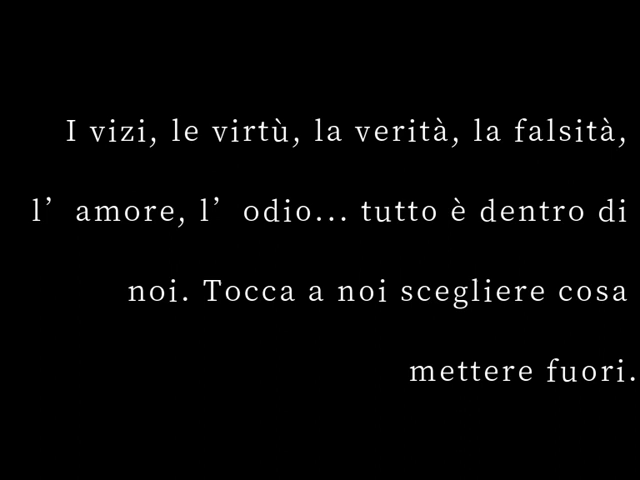 I vizi, le virtù, la verità, la falsità,
l’amore, l’odio... tutto è dentro di
noi. Tocca a noi scegliere cosa
mettere fuori.